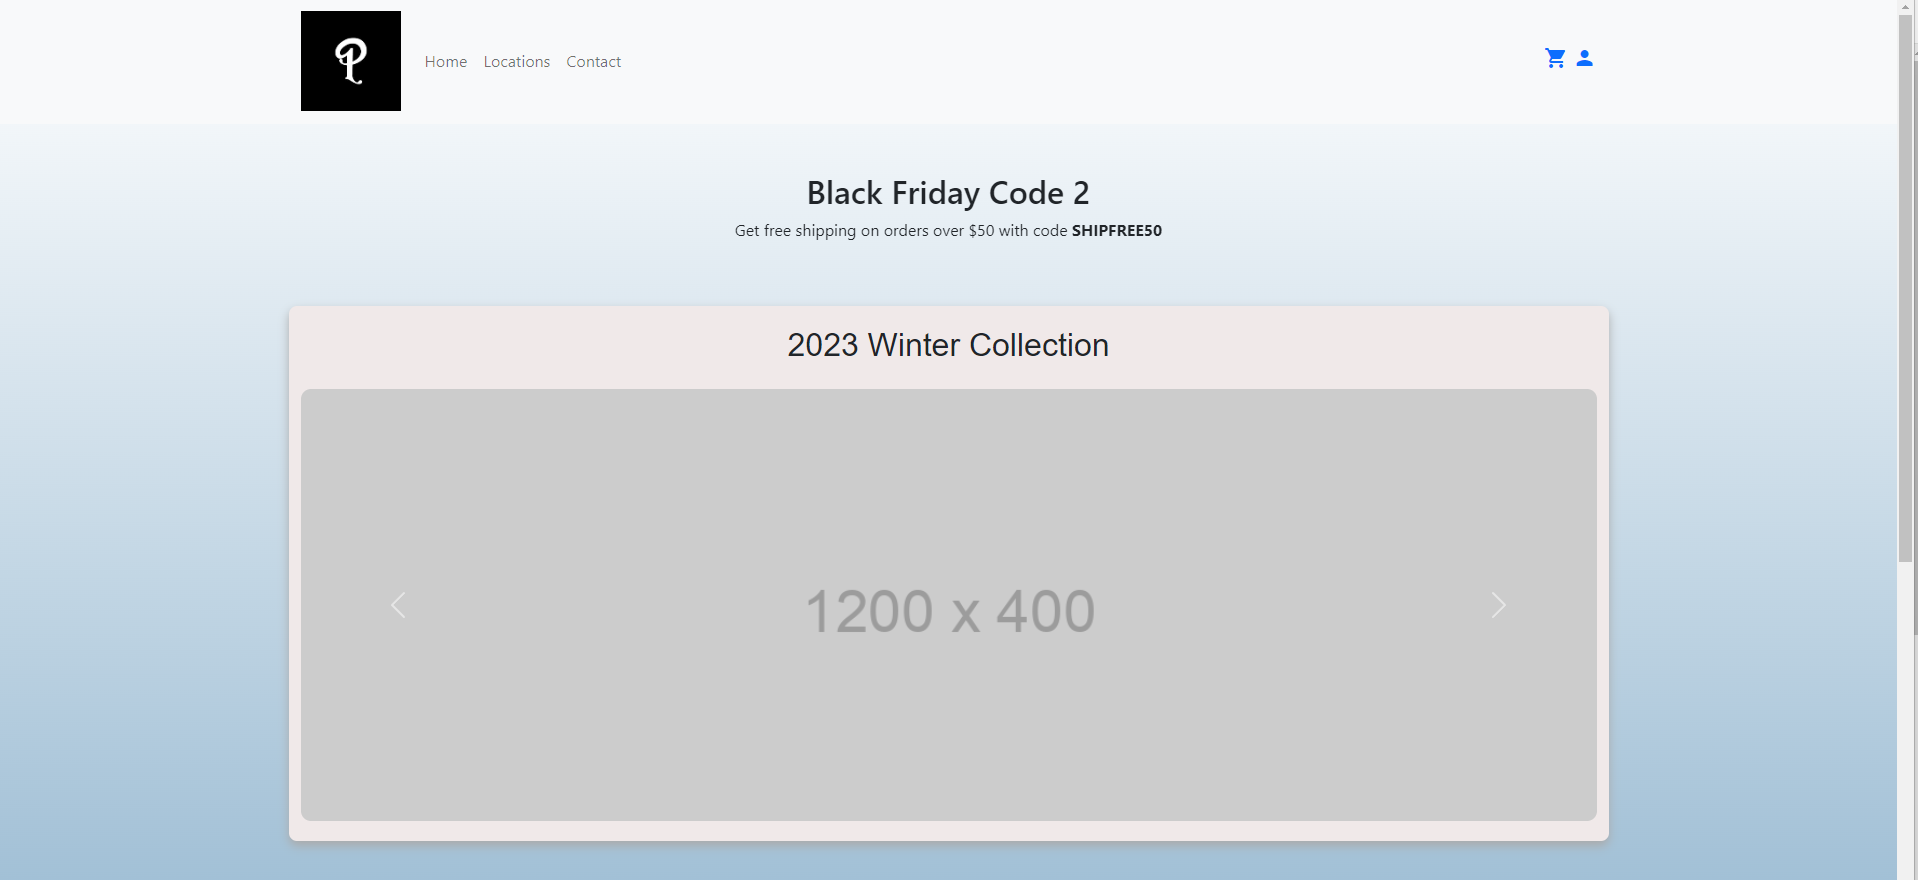 P
Home Locations Contact
Black Friday Code 2
Get free shipping on orders over $50 with code SHIPFREE50
2023 Winter Collection
1200 x 400